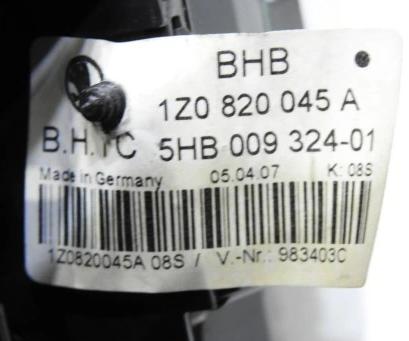 BHB
1Z0 820 045 A
B.H.TC 5HB 009 324-01
Made in Germany 05.04.07 K: 08S
1Z0820045A 08S / V.-Nr.: 983403C